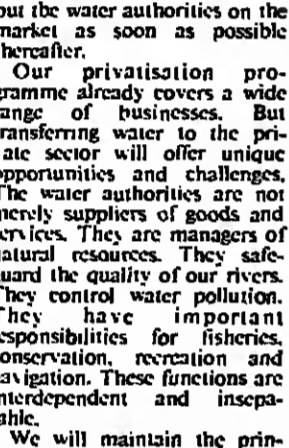 put the water authorities on the
market as soon as possible
thereafter.
Our privatisation pro-
gramme already covers a wide
range of businesses. But
transferring water to the pri-
vate sector will offer unique
opportunities and challenges.
The water authorities are not
merely suppliers of goods and
services. They are managers of
natural resources. They safe-
guard the quality of our rivers.
They control water pollution.
They have important
responsibilities for fisheries,
conservation, recreation and
navigation. These functions are
interdependent and insepa-
rable.
We will maintain the prin-